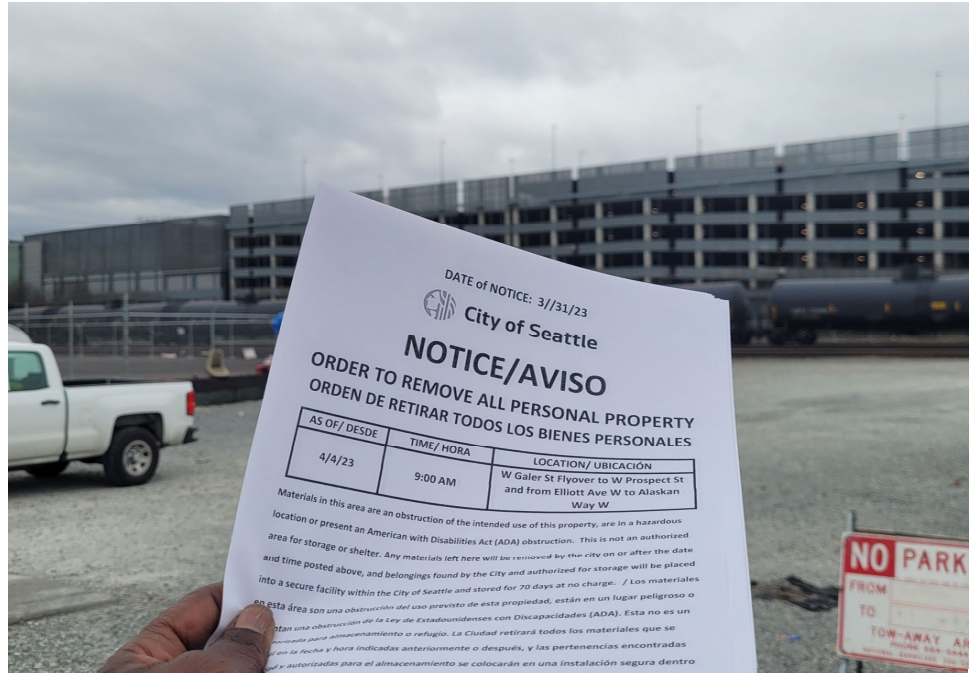 DATE of NOTICE: 3//31/23
City of Seattle
NOTICE/AVISO
ORDER TO REMOVE ALL PERSONAL PROPERTY
ORDEN DE RETIRAR TODOS LOS BIENES PERSONALES
AS OF/ DESDE
TIME/ HORA
LOCATION/ UBICACIÓN
4/4/23
9:00 AM
W Galer St Flyover to W Prospect St
and from Elliott Ave W to Alaskan
Way W
Materials in this area are an obstruction of the intended use of this property, are in a hazardous
location or present an American with Disabilities Act (ADA) obstruction. This is not an authorized
area for storage or shelter. Any materials left here will be removed by the city on or after the date
and time posted above, and belongings found by the City and authorized for storage will be placed
into a secure facility within the City of Seattle and stored for 70 days at no charge. / Los materiales
en esta área son una obstrucción del uso previsto de esta propiedad, están en un lugar peligroso o
una obstrucción de la Ley de Estadounidenses con Discapacidades (ADA). Esta no es un
para almacenamiento o refugio. La Ciudad retirará todos los materiales que se
en la fecha y hora indicadas anteriormente o después, y las pertenencias encontradas
y autorizadas para el almacenamiento se colocarán en una instalación segura dentro
NO PARK
FROM
TO
TOW-AWAY